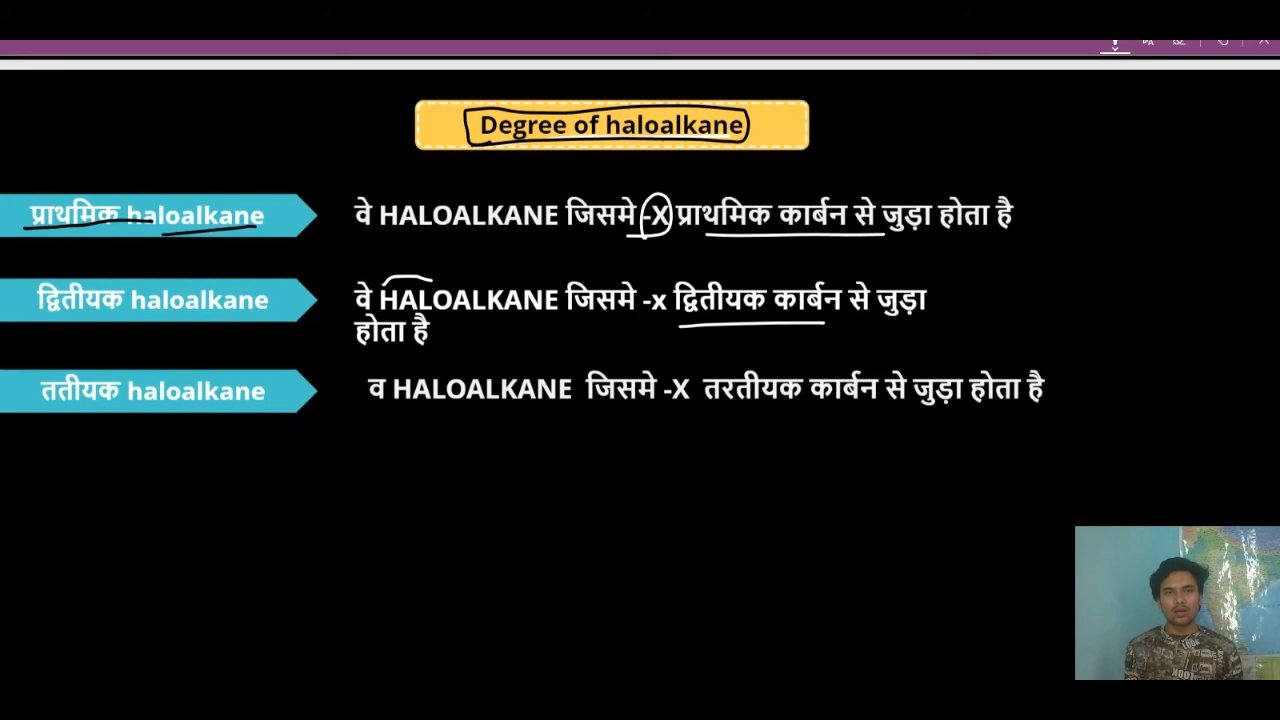 Degree of haloalkane
प्राथमिक haloalkane
वे HALOALKANE जिसमे -X प्राथमिक कार्बन से जुड़ा होता है
द्वितीयक haloalkane
वे HALOALKANE जिसमे -x द्वितीयक कार्बन से जुड़ा
होता है
ततीयक haloalkane
व HALOALKANE जिसमे -X तरतीयक कार्बन से जुड़ा होता है